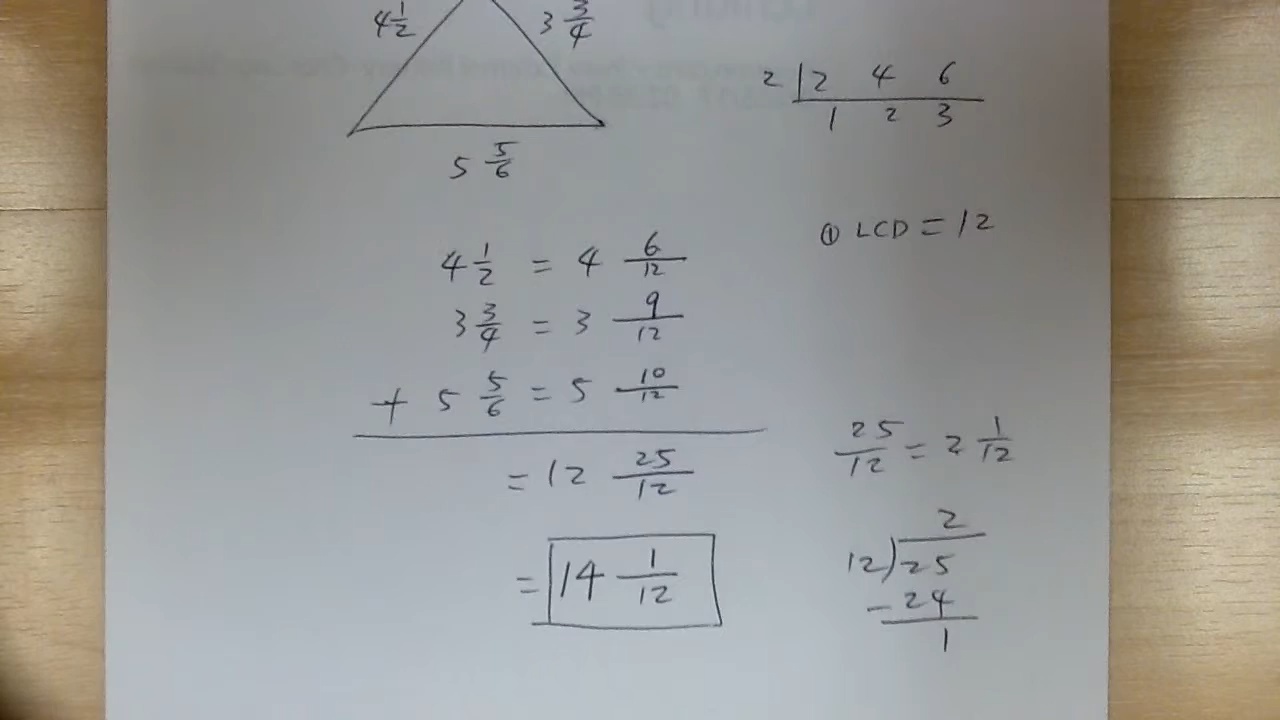 4 1/2
3 3/4
5 5/6
2 | 2 4 6
1 2 3
① LCD = 12
4 1/2 = 4 6/12
3 3/4 = 3 9/12
+ 5 5/6 = 5 10/12
= 12 25/12
= 14 1/12
25/12 = 2 1/12
2
12)25
- 24
1